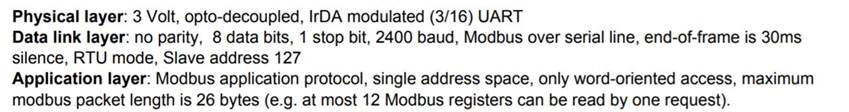 Physical layer: 3 Volt, opto-decoupled, IrDA modulated (3/16) UART
Data link layer: no parity, 8 data bits, 1 stop bit, 2400 baud, Modbus over serial line, end-of-frame is 30ms
silence, RTU mode, Slave address 127
Application layer: Modbus application protocol, single address space, only word-oriented access, maximum
modbus packet length is 26 bytes (e.g. at most 12 Modbus registers can be read by one request).